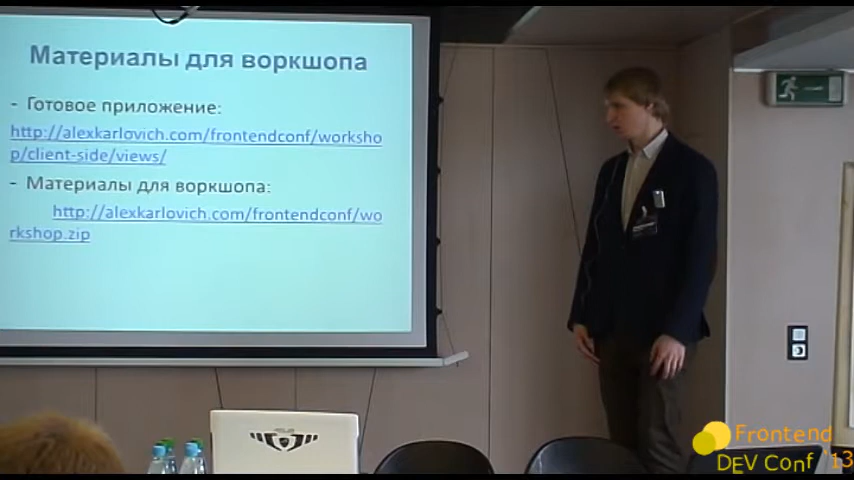 Материалы для воркшопа
- Готовое приложение:
http://alexkarlovich.com/frontendconf/worksho
p/client-side/views/
- Материалы для воркшопа:
http://alexkarlovich.com/frontendconf/wo
rkshop.zip
Frontend
DEV Conf '13